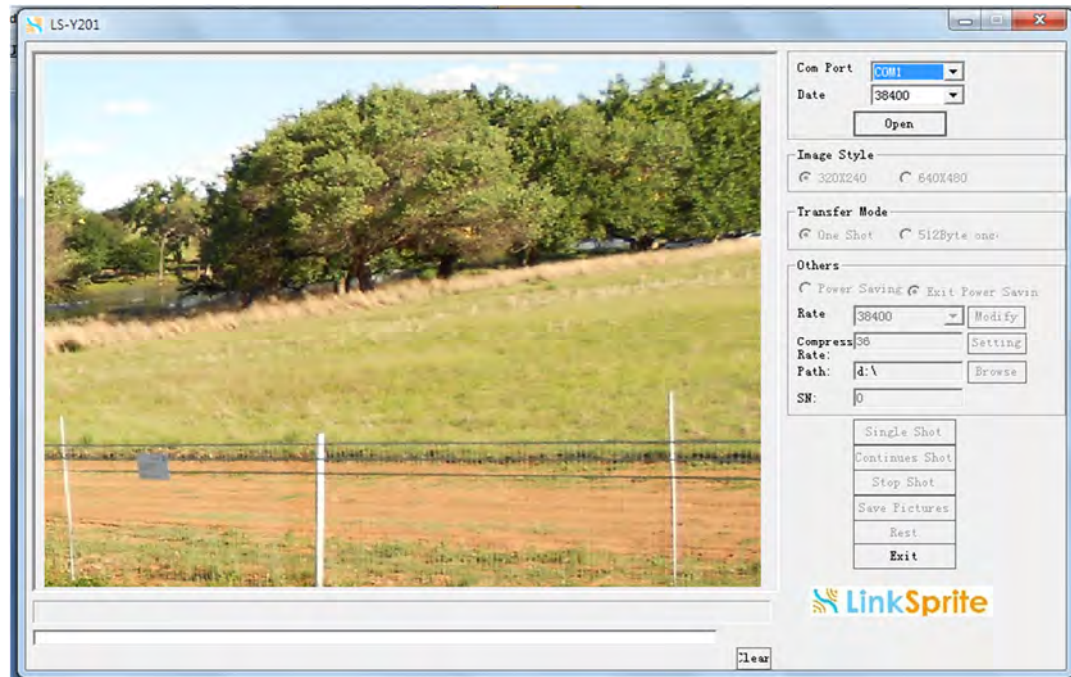 LS-Y201
Com Port COM1
Date 38400
Open
Image Style
320X240 640X480
Transfer Mode
One Shot 512Byte one
Others
Power Saving Exit Power Savin
Rate 38400 Modify
Compress 36 Setting
Rate:
Path: d:\ Browse
SN: 0
Single Shot
Continues Shot
Stop Shot
Save Pictures
Rest
Exit
LinkSprite
Clear